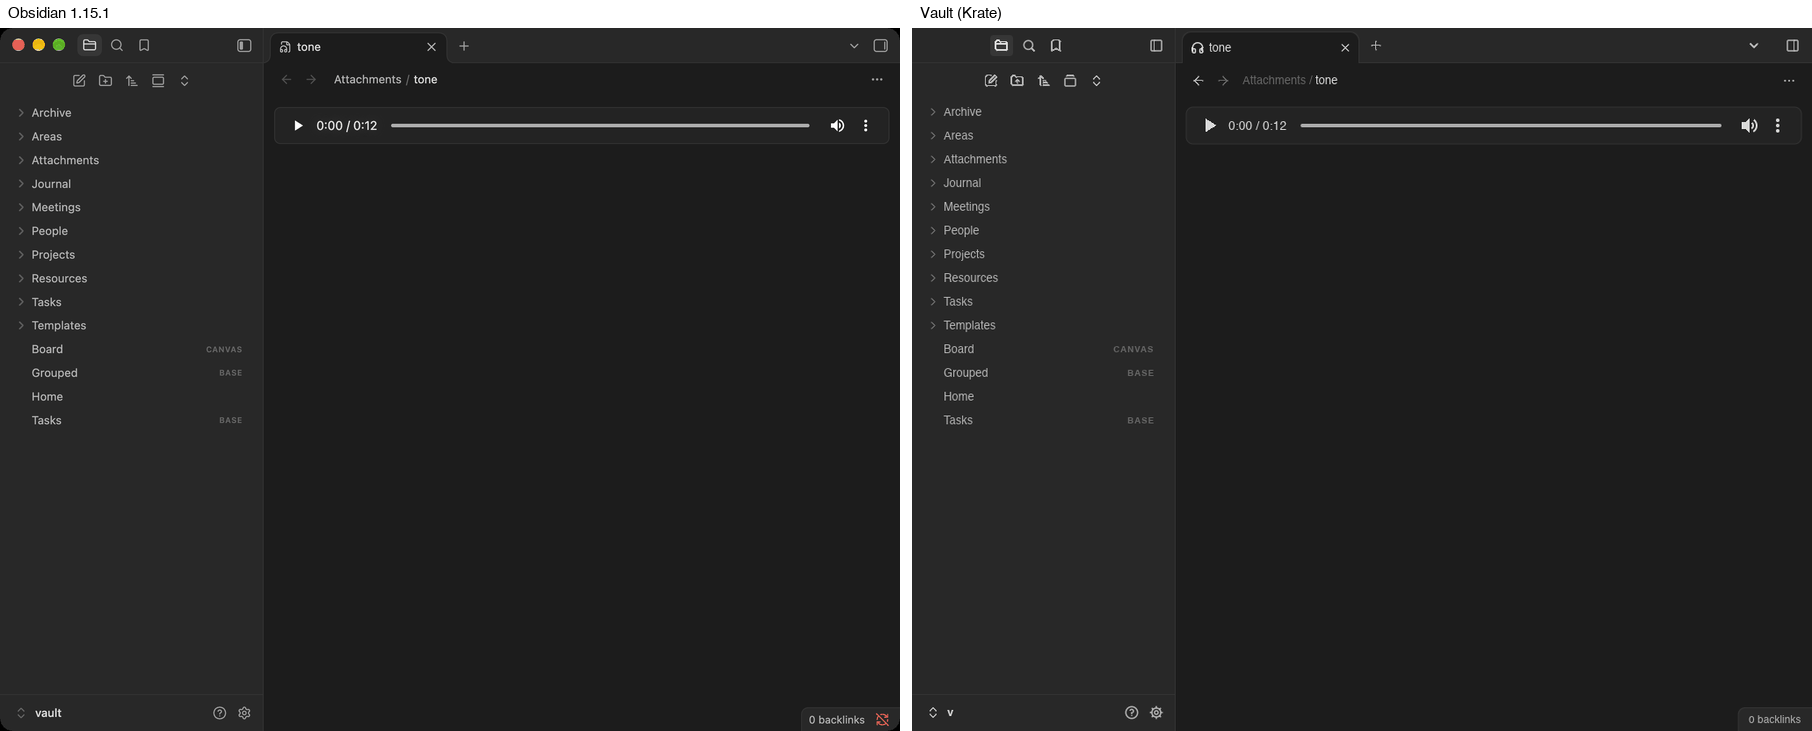 Obsidian 1.15.1
tone
Attachments / tone
0:00 / 0:12
Archive
Areas
Attachments
Journal
Meetings
People
Projects
Resources
Tasks
Templates
Board CANVAS
Grouped BASE
Home
Tasks BASE
vault
0 backlinks
Vault (Krate)
tone
Attachments / tone
0:00 / 0:12
Archive
Areas
Attachments
Journal
Meetings
People
Projects
Resources
Tasks
Templates
Board CANVAS
Grouped BASE
Home
Tasks BASE
v
0 backlinks